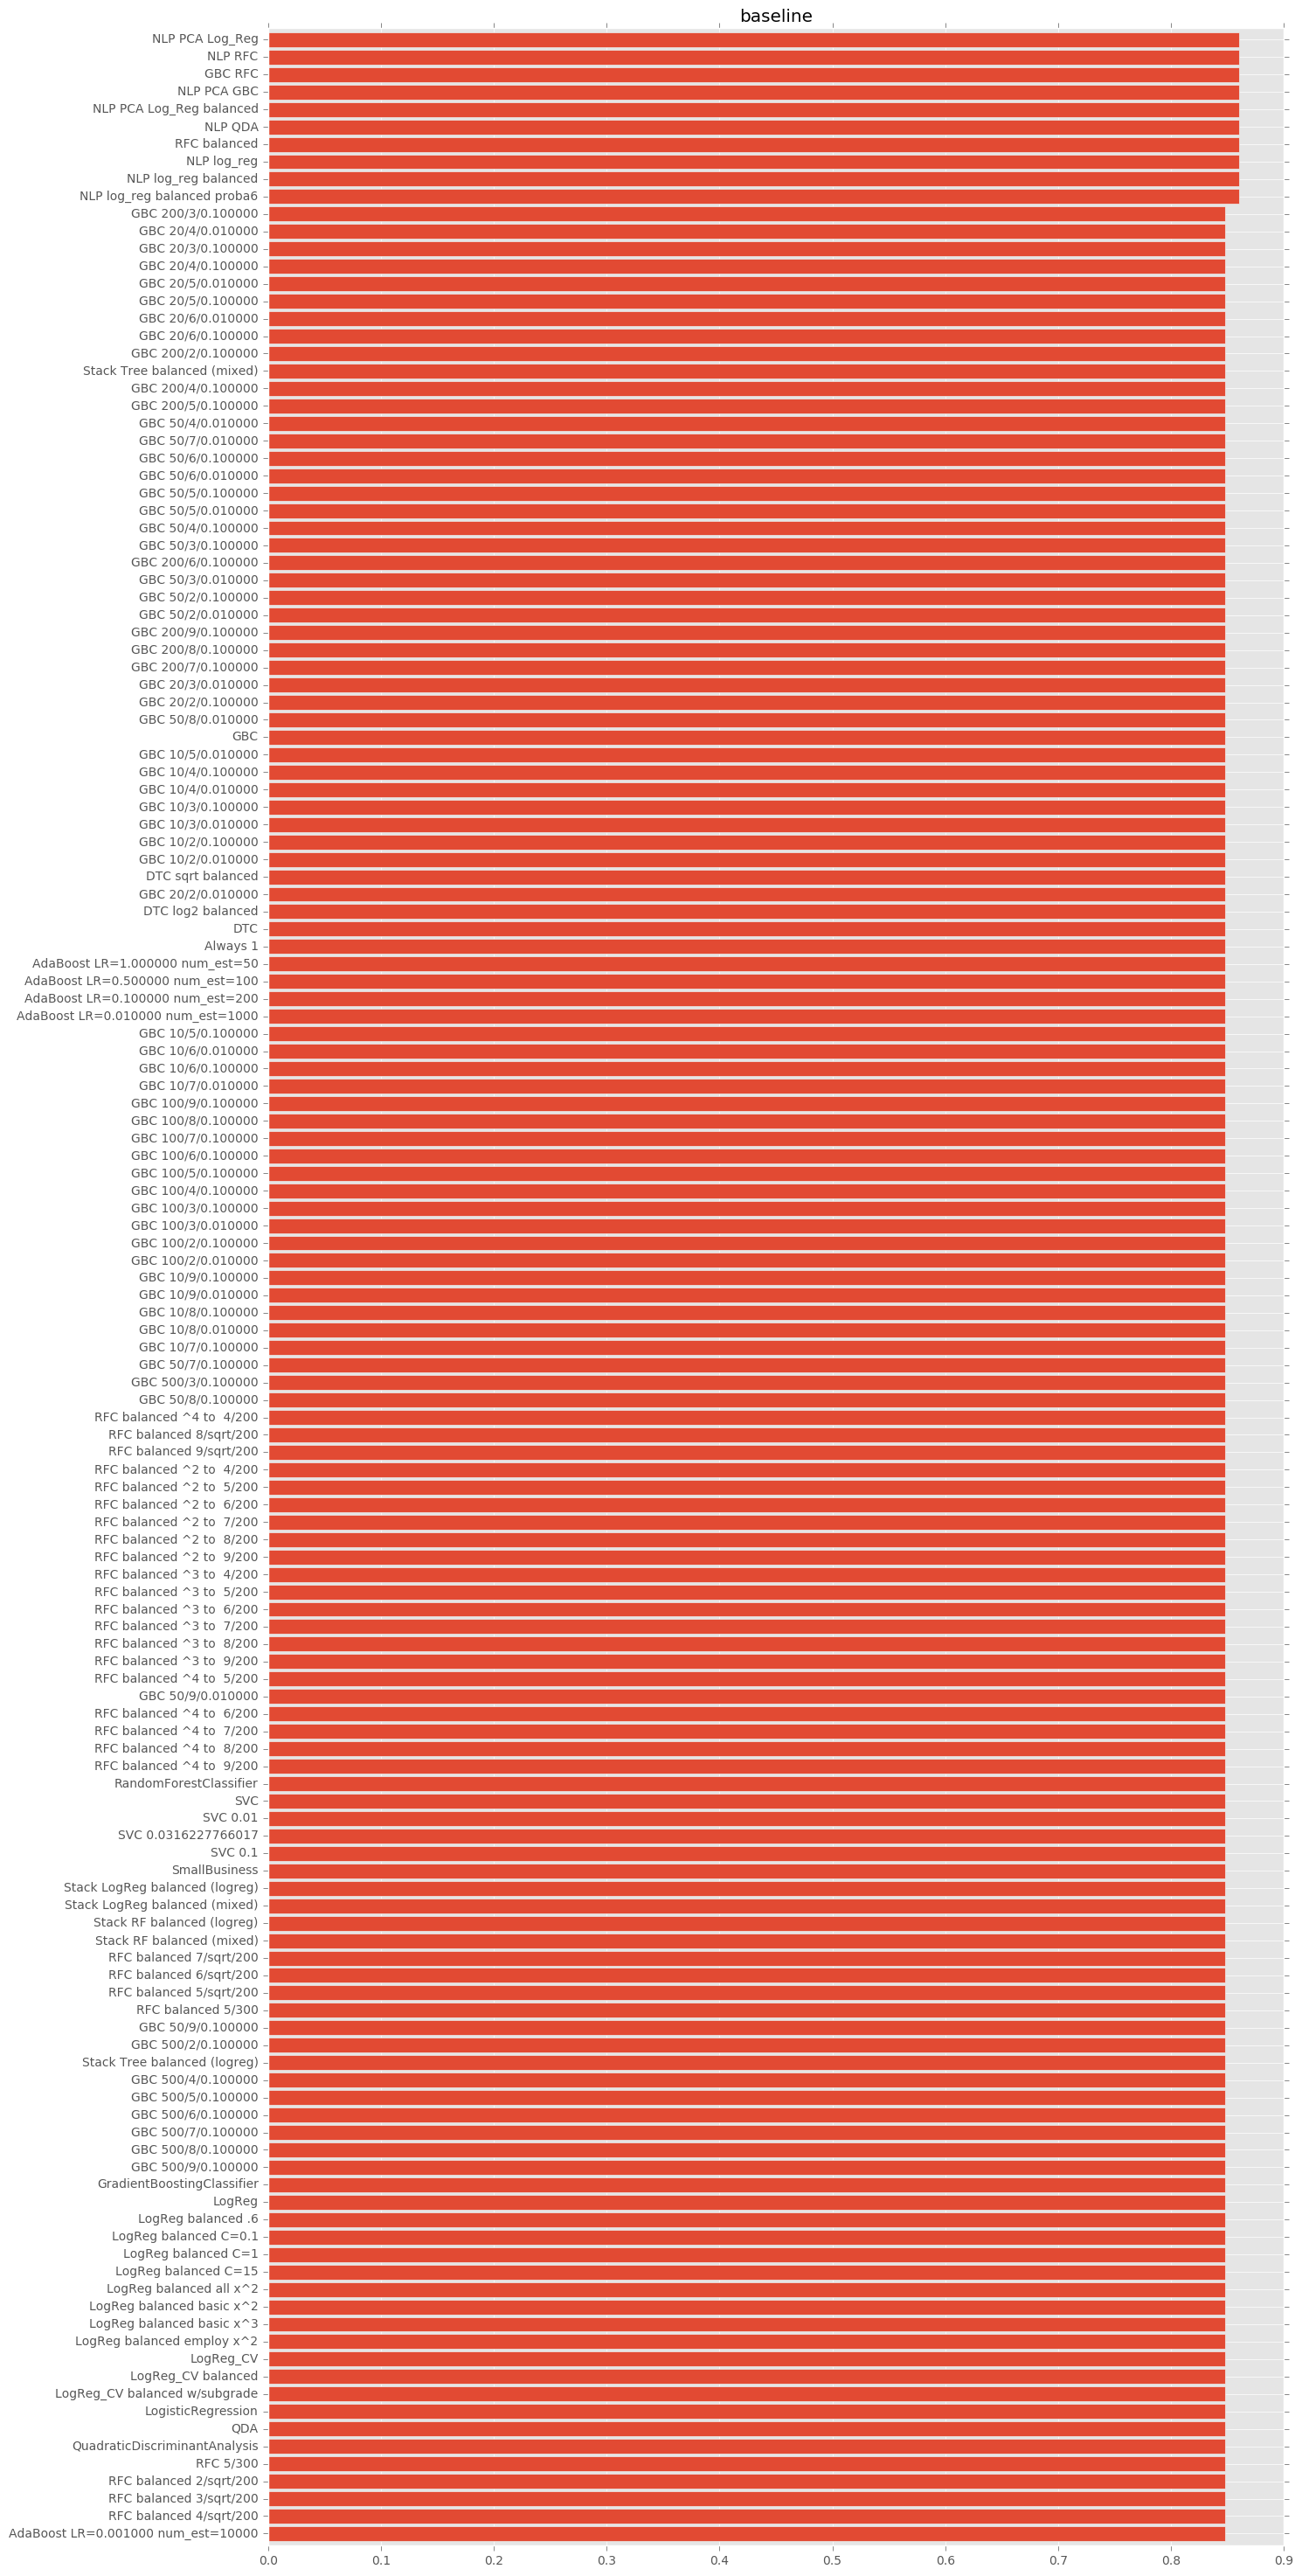 baseline
NLP PCA Log_Reg
NLP RFC
GBC RFC
NLP PCA GBC
NLP PCA Log_Reg balanced
NLP QDA
RFC balanced
NLP log_reg
NLP log_reg balanced
NLP log_reg balanced proba6
GBC 200/3/0.100000
GBC 20/4/0.010000
GBC 20/3/0.100000
GBC 20/4/0.100000
GBC 20/5/0.010000
GBC 20/5/0.100000
GBC 20/6/0.010000
GBC 20/6/0.100000
GBC 200/2/0.100000
Stack Tree balanced (mixed)
GBC 200/4/0.100000
GBC 200/5/0.100000
GBC 50/4/0.010000
GBC 50/7/0.010000
GBC 50/6/0.100000
GBC 50/6/0.010000
GBC 50/5/0.100000
GBC 50/5/0.010000
GBC 50/4/0.100000
GBC 50/3/0.100000
GBC 200/6/0.100000
GBC 50/3/0.010000
GBC 50/2/0.100000
GBC 50/2/0.010000
GBC 200/9/0.100000
GBC 200/8/0.100000
GBC 200/7/0.100000
GBC 20/3/0.010000
GBC 20/2/0.100000
GBC 50/8/0.010000
GBC
GBC 10/5/0.010000
GBC 10/4/0.100000
GBC 10/4/0.010000
GBC 10/3/0.100000
GBC 10/3/0.010000
GBC 10/2/0.100000
GBC 10/2/0.010000
DTC sqrt balanced
GBC 20/2/0.010000
DTC log2 balanced
DTC
Always 1
AdaBoost LR=1.000000 num_est=50
AdaBoost LR=0.500000 num_est=100
AdaBoost LR=0.100000 num_est=200
AdaBoost LR=0.010000 num_est=1000
GBC 10/5/0.100000
GBC 10/6/0.010000
GBC 10/6/0.100000
GBC 10/7/0.010000
GBC 100/9/0.100000
GBC 100/8/0.100000
GBC 100/7/0.100000
GBC 100/6/0.100000
GBC 100/5/0.100000
GBC 100/4/0.100000
GBC 100/3/0.100000
GBC 100/3/0.010000
GBC 100/2/0.100000
GBC 100/2/0.010000
GBC 10/9/0.100000
GBC 10/9/0.010000
GBC 10/8/0.100000
GBC 10/8/0.010000
GBC 10/7/0.100000
GBC 50/7/0.100000
GBC 500/3/0.100000
GBC 50/8/0.100000
RFC balanced ^4 to  4/200
RFC balanced 8/sqrt/200
RFC balanced 9/sqrt/200
RFC balanced ^2 to  4/200
RFC balanced ^2 to  5/200
RFC balanced ^2 to  6/200
RFC balanced ^2 to  7/200
RFC balanced ^2 to  8/200
RFC balanced ^2 to  9/200
RFC balanced ^3 to  4/200
RFC balanced ^3 to  5/200
RFC balanced ^3 to  6/200
RFC balanced ^3 to  7/200
RFC balanced ^3 to  8/200
RFC balanced ^3 to  9/200
RFC balanced ^4 to  5/200
GBC 50/9/0.010000
RFC balanced ^4 to  6/200
RFC balanced ^4 to  7/200
RFC balanced ^4 to  8/200
RFC balanced ^4 to  9/200
RandomForestClassifier
SVC
SVC 0.01
SVC 0.0316227766017
SVC 0.1
SmallBusiness
Stack LogReg balanced (logreg)
Stack LogReg balanced (mixed)
Stack RF balanced (logreg)
Stack RF balanced (mixed)
RFC balanced 7/sqrt/200
RFC balanced 6/sqrt/200
RFC balanced 5/sqrt/200
RFC balanced 5/300
GBC 50/9/0.100000
GBC 500/2/0.100000
Stack Tree balanced (logreg)
GBC 500/4/0.100000
GBC 500/5/0.100000
GBC 500/6/0.100000
GBC 500/7/0.100000
GBC 500/8/0.100000
GBC 500/9/0.100000
GradientBoostingClassifier
LogReg
LogReg balanced .6
LogReg balanced C=0.1
LogReg balanced C=1
LogReg balanced C=15
LogReg balanced all x^2
LogReg balanced basic x^2
LogReg balanced basic x^3
LogReg balanced employ x^2
LogReg_CV
LogReg_CV balanced
LogReg_CV balanced w/subgrade
LogisticRegression
QDA
QuadraticDiscriminantAnalysis
RFC 5/300
RFC balanced 2/sqrt/200
RFC balanced 3/sqrt/200
RFC balanced 4/sqrt/200
AdaBoost LR=0.001000 num_est=10000
0.0 0.1 0.2 0.3 0.4 0.5 0.6 0.7 0.8 0.9